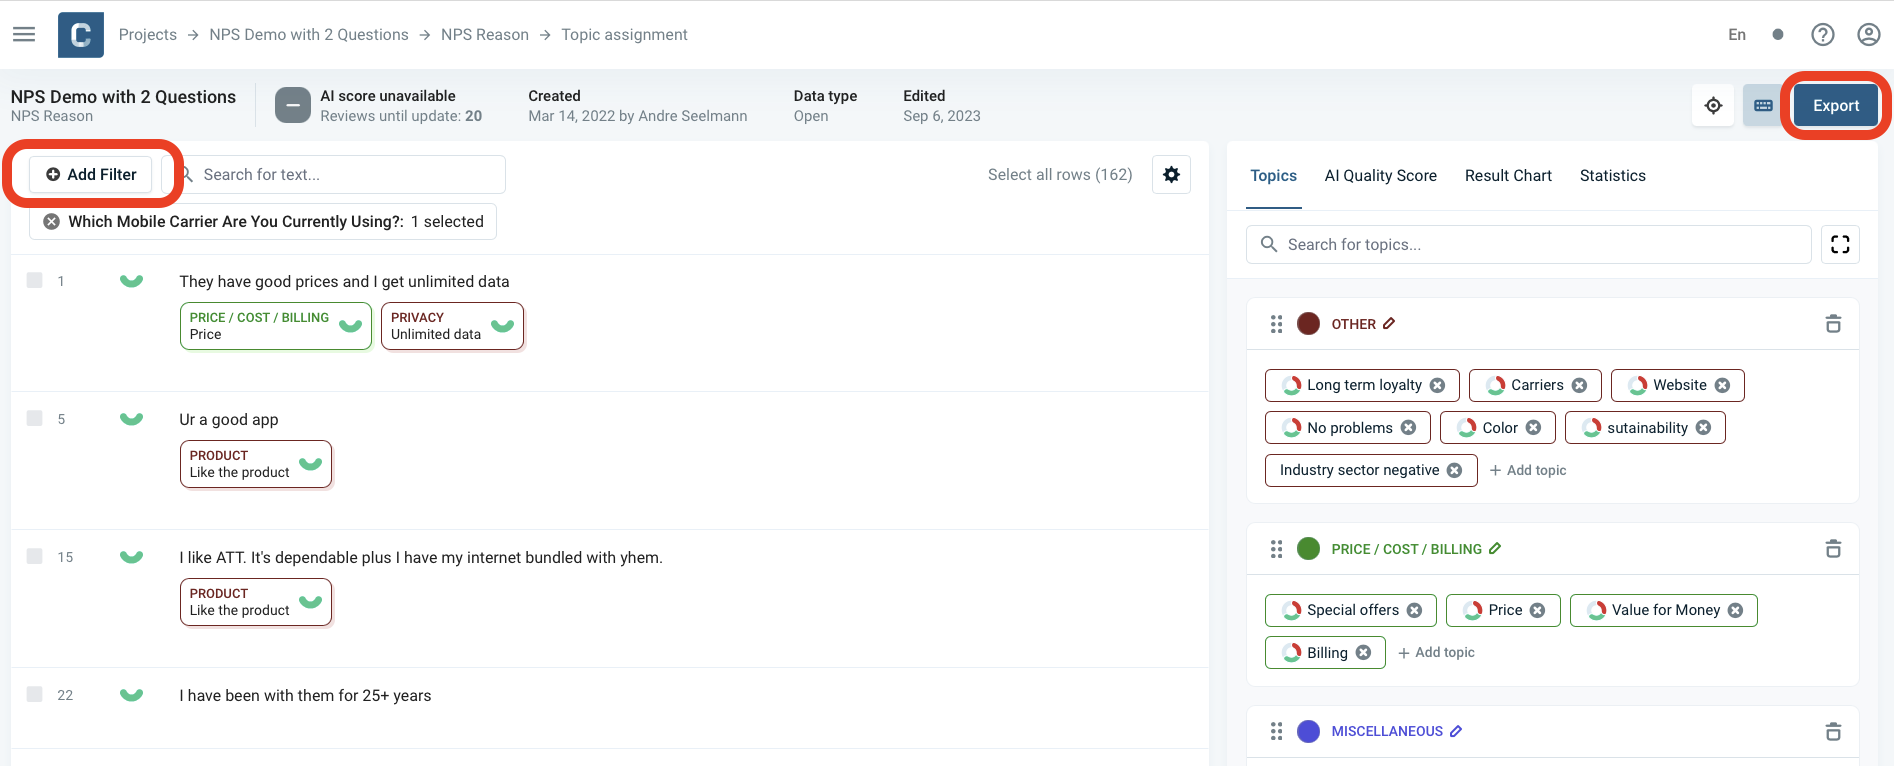 C
Projects → NPS Demo with 2 Questions → NPS Reason → Topic assignment
En
NPS Demo with 2 Questions
NPS Reason
AI score unavailable
Reviews until update: 20
Created
Mar 14, 2022 by Andre Seelmann
Data type
Open
Edited
Sep 6, 2023
Export
Add Filter
Search for text...
Select all rows (162)
Which Mobile Carrier Are You Currently Using?: 1 selected
1
They have good prices and I get unlimited data
PRICE / COST / BILLING
Price
PRIVACY
Unlimited data
5
Ur a good app
PRODUCT
Like the product
15
I like ATT. It's dependable plus I have my internet bundled with yhem.
PRODUCT
Like the product
22
I have been with them for 25+ years
Topics AI Quality Score Result Chart Statistics
Search for topics...
OTHER
Long term loyalty Carriers Website
No problems Color sutainability
Industry sector negative + Add topic
PRICE / COST / BILLING
Special offers Price Value for Money
Billing + Add topic
MISCELLANEOUS